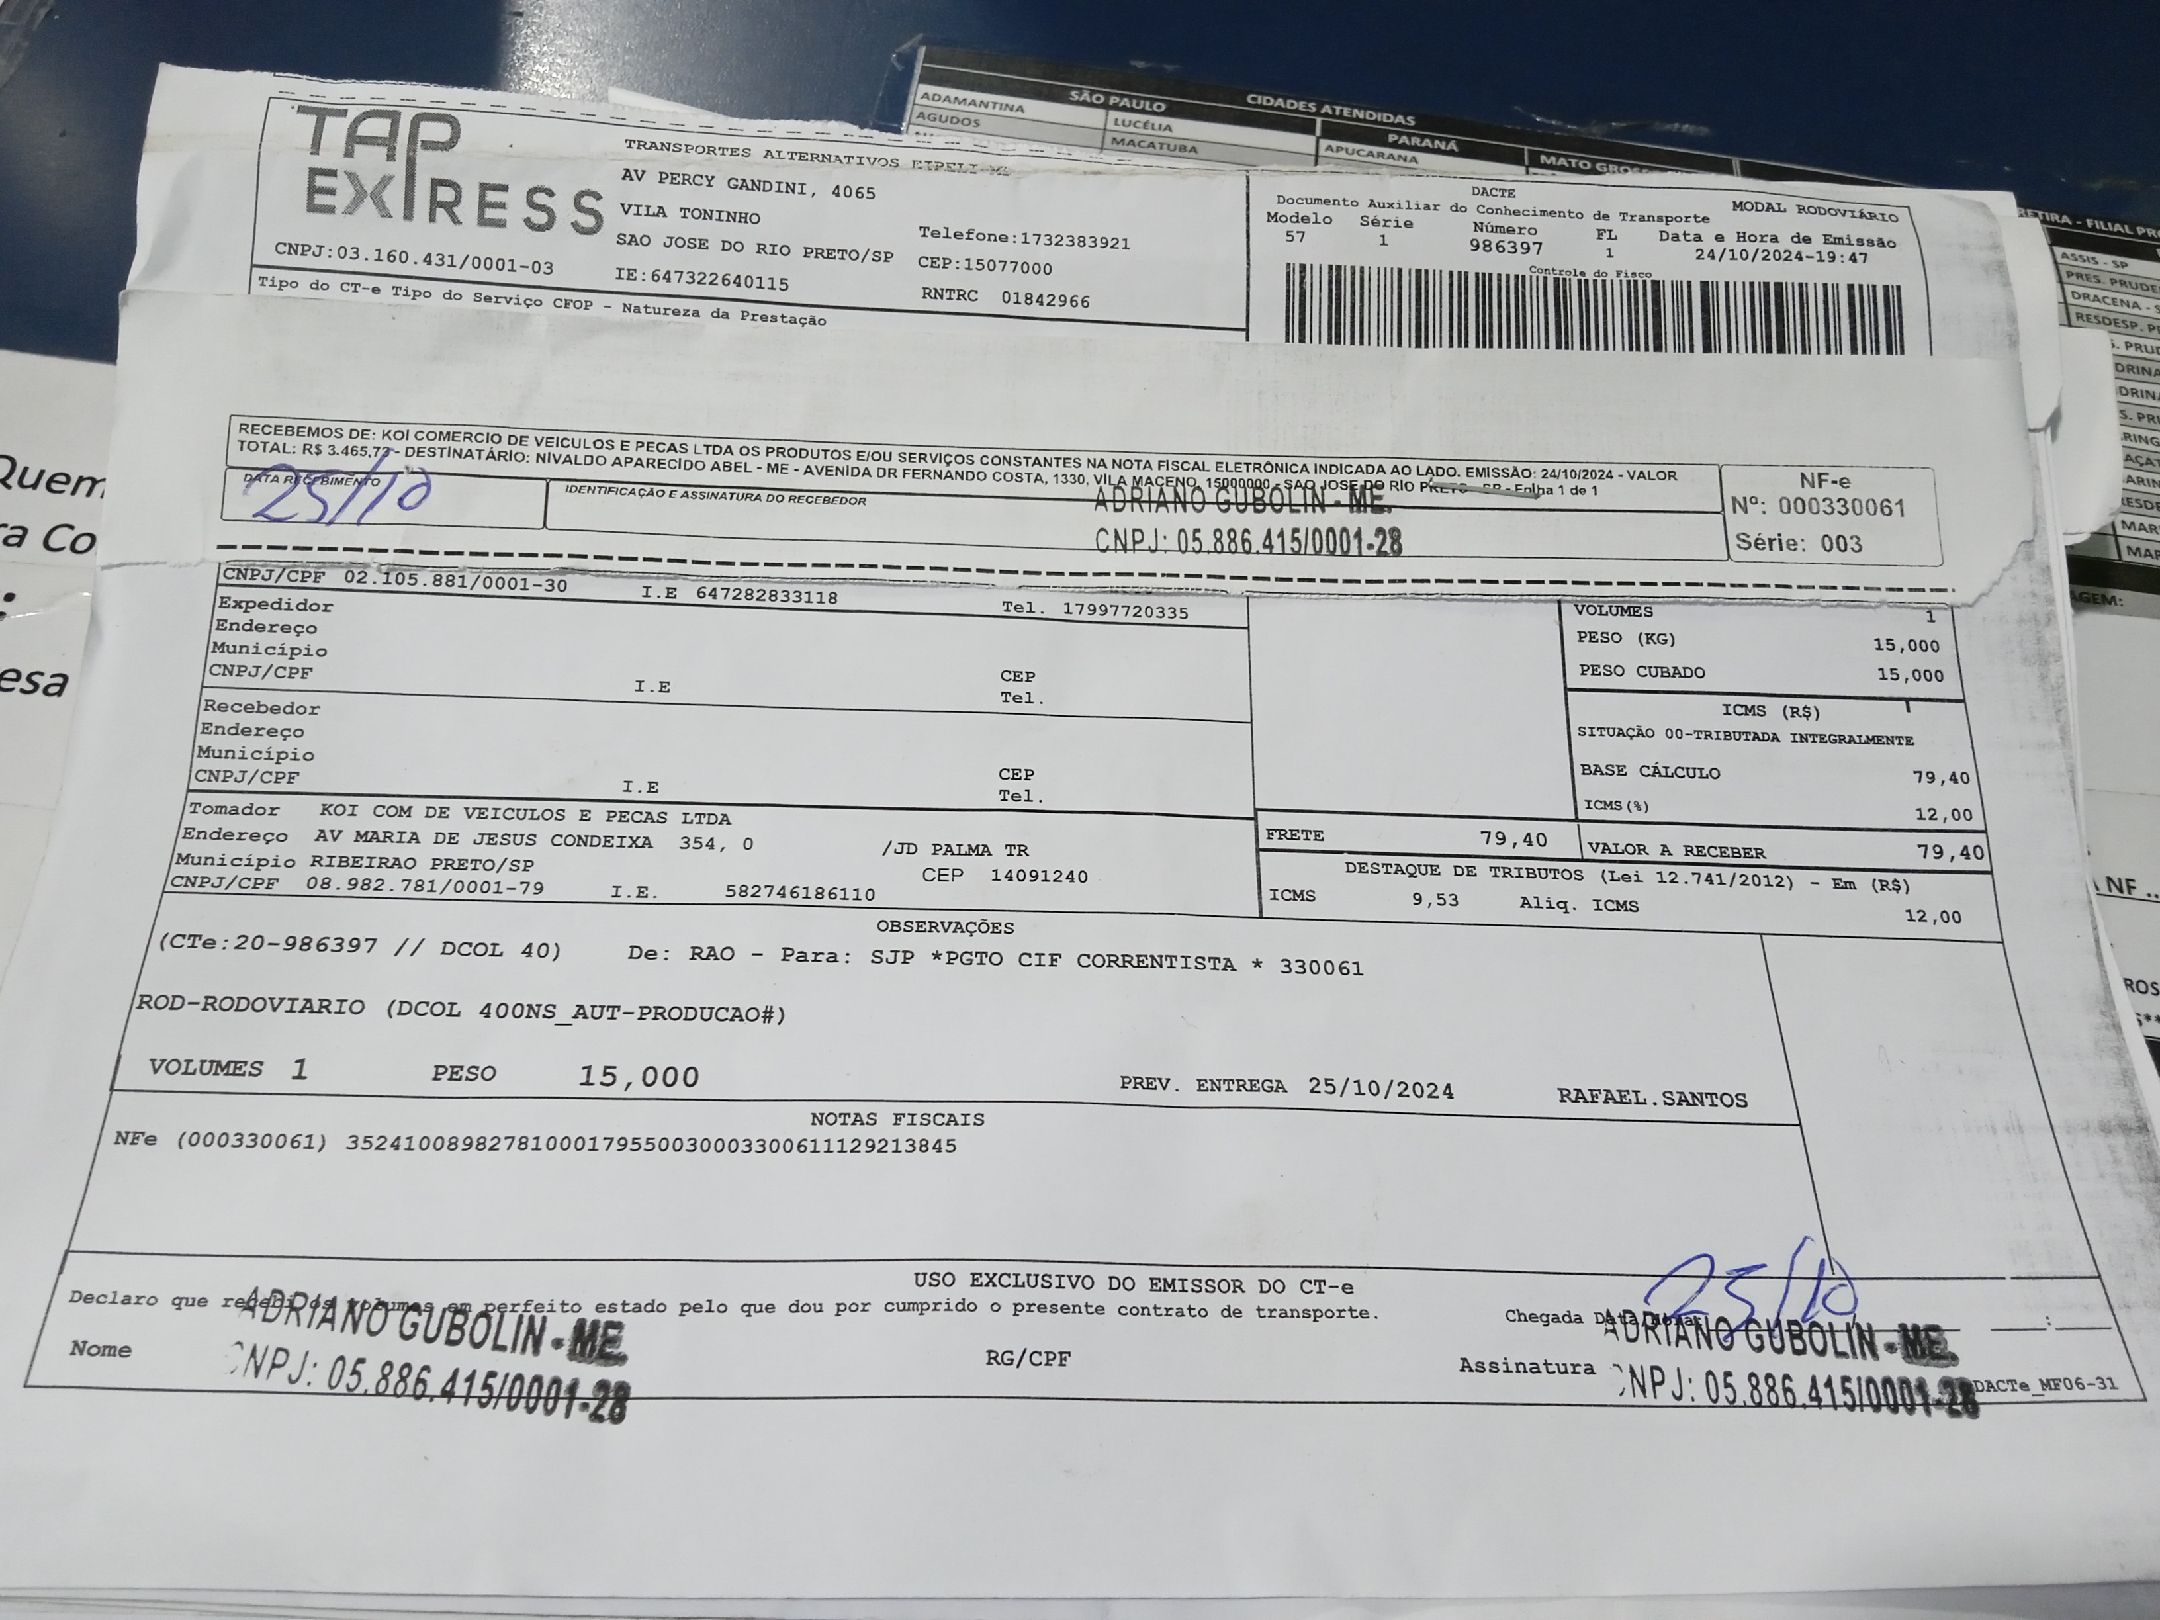 SÃO PAULO CIDADES ATENDIDAS
ADAMANTINA LUCÉLIA PARANÁ MATO
AGUDOS MACATUBA APUCARANA
TAP
EXPRESS
TRANSPORTES ALTERNATIVOS
AV PERCY GANDINI, 4065
VILA TONINHO
SAO JOSE DO RIO PRETO/SP
Telefone:1732383921
CEP:15077000
CNPJ:03.160.431/0001-03
IE:647322640115
RNTRC 01842966
Tipo do CT-e Tipo do Serviço CFOP - Natureza da Prestação
DACTE
Documento Auxiliar do Conhecimento de Transporte
MODAL RODOVIÁRIO
Modelo Série Número FL Data e Hora de Emissão
57 1 986397 1 24/10/2024-19:47
Controle do Fisco
RETIRA - FILIAL
ASSIS - SP
DRACENA -
RECEBEMOS DE: KOI COMERCIO DE VEICULOS E PECAS LTDA OS PRODUTOS E/OU SERVIÇOS CONSTANTES NA NOTA FISCAL ELETRÔNICA INDICADA AO LADO. EMISSÃO: 24/10/2024 - VALOR
TOTAL: R$ 3.465,73 - DESTINATÁRIO: NIVALDO APARECIDO ABEL - ME - AVENIDA DR FERNANDO COSTA, 1330, VILA MACENO, 15000000 - SAO JOSE DO RIO PRETO - SP - Folha 1 de 1
DATA RECEBIMENTO
25/10
IDENTIFICAÇÃO E ASSINATURA DO RECEBEDOR
ADRIANO GUBOLIN - ME.
CNPJ: 05.886.415/0001-28
NF-e
Nº: 000330061
Série: 003
CNPJ/CPF 02.105.881/0001-30 I.E 647282833118 Tel. 17997720335
Expedidor
Endereço
Município CEP
CNPJ/CPF I.E Tel.
Recebedor
Endereço
Município CEP
CNPJ/CPF I.E Tel.
VOLUMES 1
PESO (KG) 15,000
PESO CUBADO 15,000
ICMS (R$)
SITUAÇÃO 00-TRIBUTADA INTEGRALMENTE
BASE CÁLCULO 79,40
ICMS(%) 12,00
Tomador KOI COM DE VEICULOS E PECAS LTDA
Endereço AV MARIA DE JESUS CONDEIXA 354, 0 /JD PALMA TR
Município RIBEIRAO PRETO/SP CEP 14091240
CNPJ/CPF 08.982.781/0001-79 I.E. 582746186110
FRETE 79,40 VALOR A RECEBER 79,40
DESTAQUE DE TRIBUTOS (Lei 12.741/2012) - Em (R$)
ICMS 9,53 Aliq. ICMS 12,00
OBSERVAÇÕES
(CTe:20-986397 // DCOL 40) De: RAO - Para: SJP *PGTO CIF CORRENTISTA * 330061
ROD-RODOVIARIO (DCOL 400NS_AUT-PRODUCAO#)
VOLUMES 1 PESO 15,000 PREV. ENTREGA 25/10/2024 RAFAEL.SANTOS
NOTAS FISCAIS
NFe (000330061) 35241008982781000179550030003300611129213845
USO EXCLUSIVO DO EMISSOR DO CT-e
Declaro que recebi os volumes em perfeito estado pelo que dou por cumprido o presente contrato de transporte.
Chegada Data/Hora: 25/10 :
Nome RG/CPF Assinatura
ADRIANO GUBOLIN - ME.
CNPJ: 05.886.415/0001-28
ADRIANO GUBOLIN - ME.
CNPJ: 05.886.415/0001-28
DACTe_MF06-31
Quem
ra Co
esa
AGEM:
NF ..